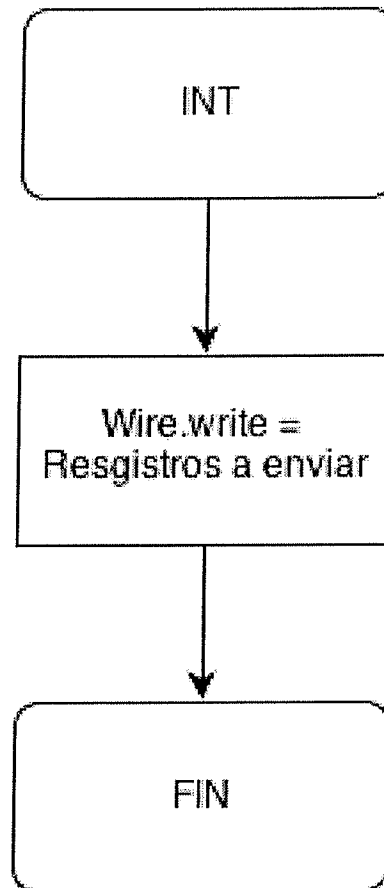 INT
Wire.write =
Resgistros a enviar
FIN